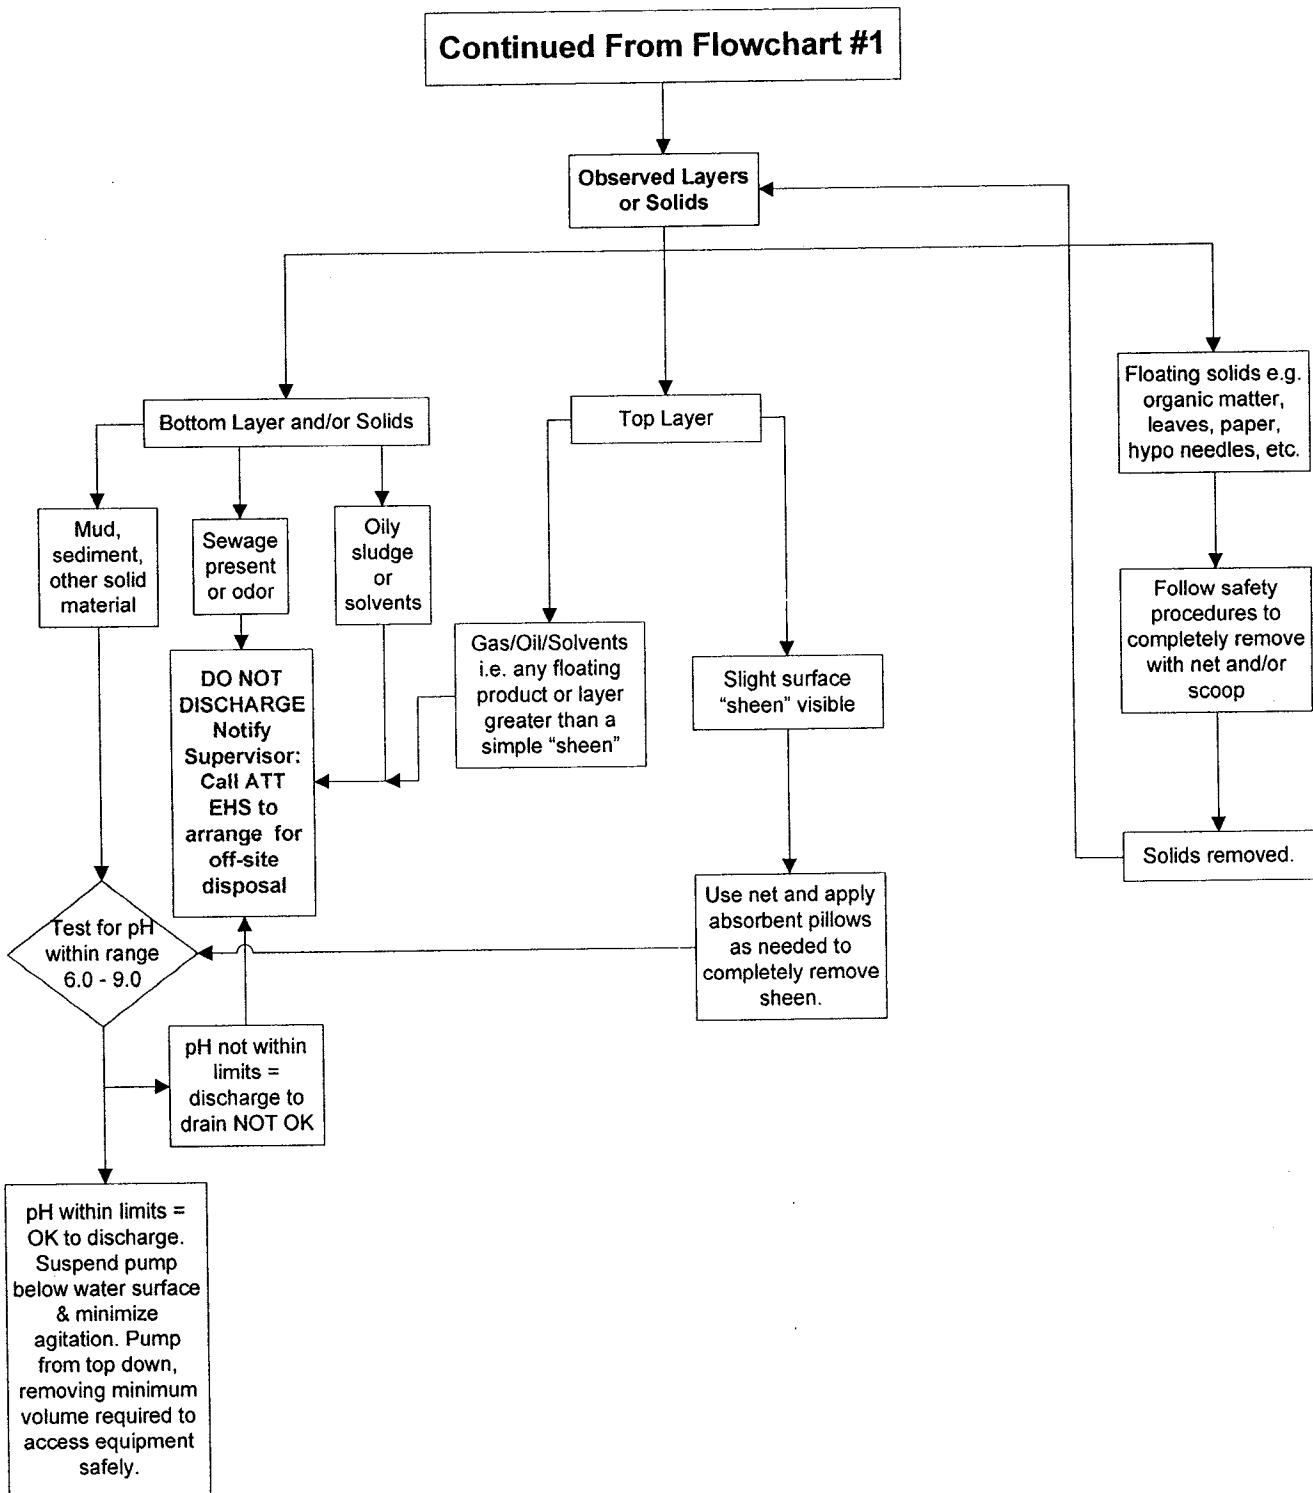 Continued From Flowchart #1
Observed Layers
or Solids
Bottom Layer and/or Solids
Top Layer
Floating solids e.g.
organic matter,
leaves, paper,
hypo needles, etc.
Mud,
sediment,
other solid
material
Sewage
present
or odor
Oily
sludge
or
solvents
Gas/Oil/Solvents
i.e. any floating
product or layer
greater than a
simple “sheen”
Slight surface
“sheen” visible
Follow safety
procedures to
completely remove
with net and/or
scoop
DO NOT
DISCHARGE
Notify
Supervisor:
Call ATT
EHS to
arrange for
off-site
disposal
Solids removed.
Use net and apply
absorbent pillows
as needed to
completely remove
sheen.
Test for pH
within range
6.0 - 9.0
pH not within
limits =
discharge to
drain NOT OK
pH within limits =
OK to discharge.
Suspend pump
below water surface
& minimize
agitation. Pump
from top down,
removing minimum
volume required to
access equipment
safely.